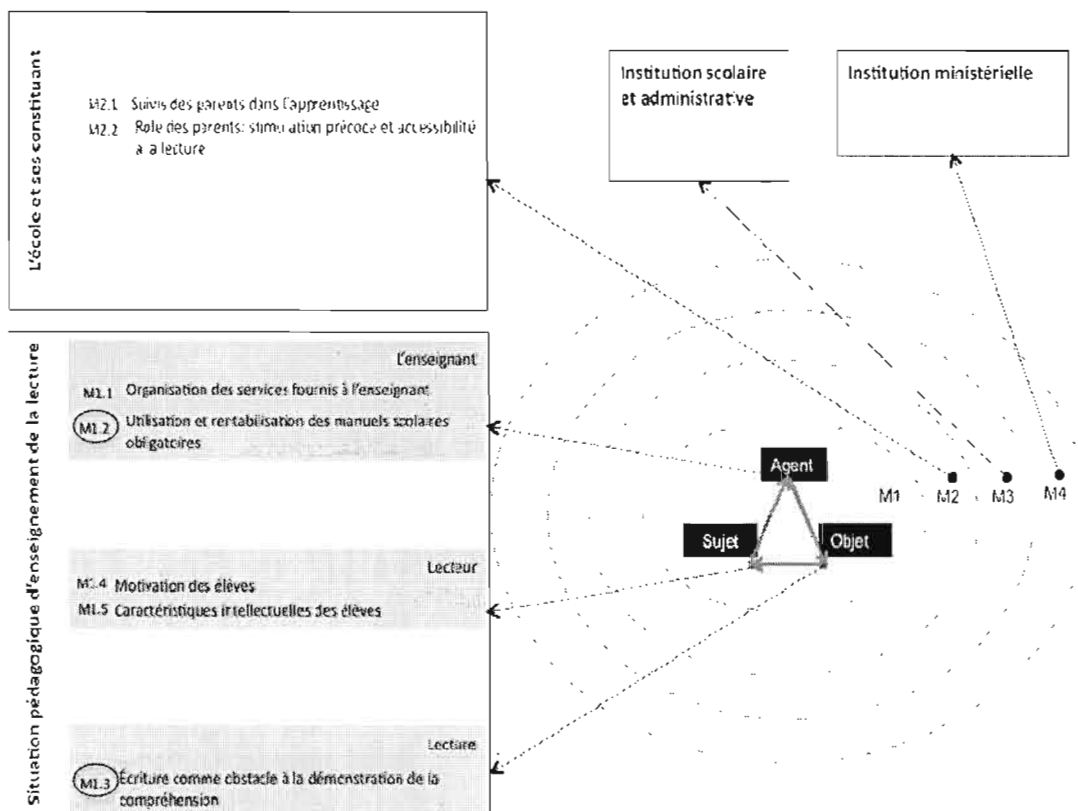 L'école et ses constituant
M2.1 Suivis des parents dans l'apprentissage
M2.2 Role des parents: stimulation précoce et accessibilité
à la lecture
Institution scolaire
et administrative
Institution ministérielle
Situation pédagogique d'enseignement de la lecture
L'enseignant
M1.1 Organisation des services fournis à l'enseignant
M1.2 Utilisation et rentabilisation des manuels scolaires
obligatoires
Lecteur
M1.4 Motivation des élèves
M1.5 Caractéristiques intellectuelles des élèves
Lecture
M1.3 Écriture comme obstacle à la démonstration de la
compréhension
Agent
Sujet
Objet
M1 M2 M3 M4